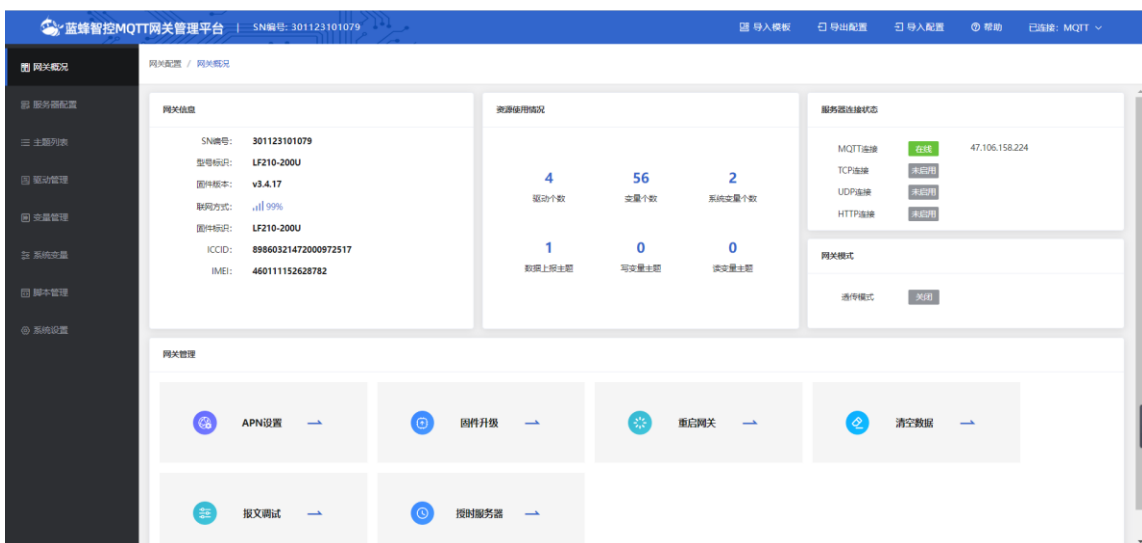 蓝蜂智控MQTT网关管理平台 | SN编号: 301123101079 导入模板 导出配置 导入配置 帮助 已连接: MQTT
网关概况
服务器配置
主题列表
驱动管理
变量管理
系统变量
脚本管理
系统设置
网关配置 / 网关概况
网关信息
SN编号: 301123101079
型号标识: LF210-200U
固件版本: v3.4.17
联网方式: 99%
固件标识: LF210-200U
ICCID: 89860321472000972517
IMEI: 460111152628782
资源使用情况
4 56 2
驱动个数 变量个数 系统变量个数
1 0 0
数据上报主题 写变量主题 读变量主题
服务器连接状态
MQTT连接 在线 47.106.158.224
TCP连接 未启用
UDP连接 未启用
HTTP连接 未启用
网关模式
透传模式 关闭
网关管理
APN设置 固件升级 重启网关 清空数据
报文调试 授时服务器